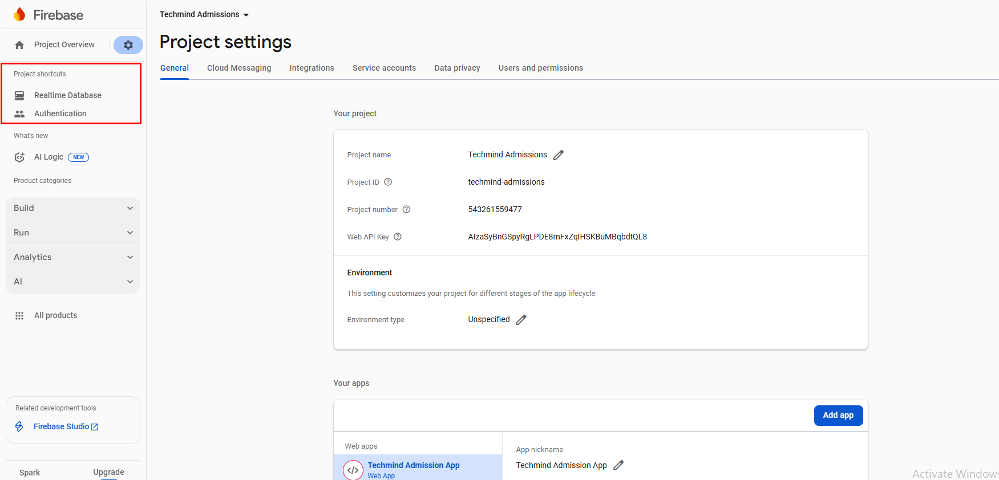 Firebase
Techmind Admissions
Project Overview
Project settings
General Cloud Messaging Integrations Service accounts Data privacy Users and permissions
Project shortcuts
Realtime Database
Authentication
What's new
AI Logic NEW
Product categories
Build
Run
Analytics
AI
All products
Related development tools
Firebase Studio
Spark Upgrade
Your project
Project name Techmind Admissions
Project ID techmind-admissions
Project number 543261559477
Web API Key AIzaSyBnGSpyRgLPDE8mFxZqIHSKBuMBqbdtQL8
Environment
This setting customizes your project for different stages of the app lifecycle
Environment type Unspecified
Your apps
Add app
Web apps
Techmind Admission App
Web App
App nickname
Techmind Admission App
Activate Windows